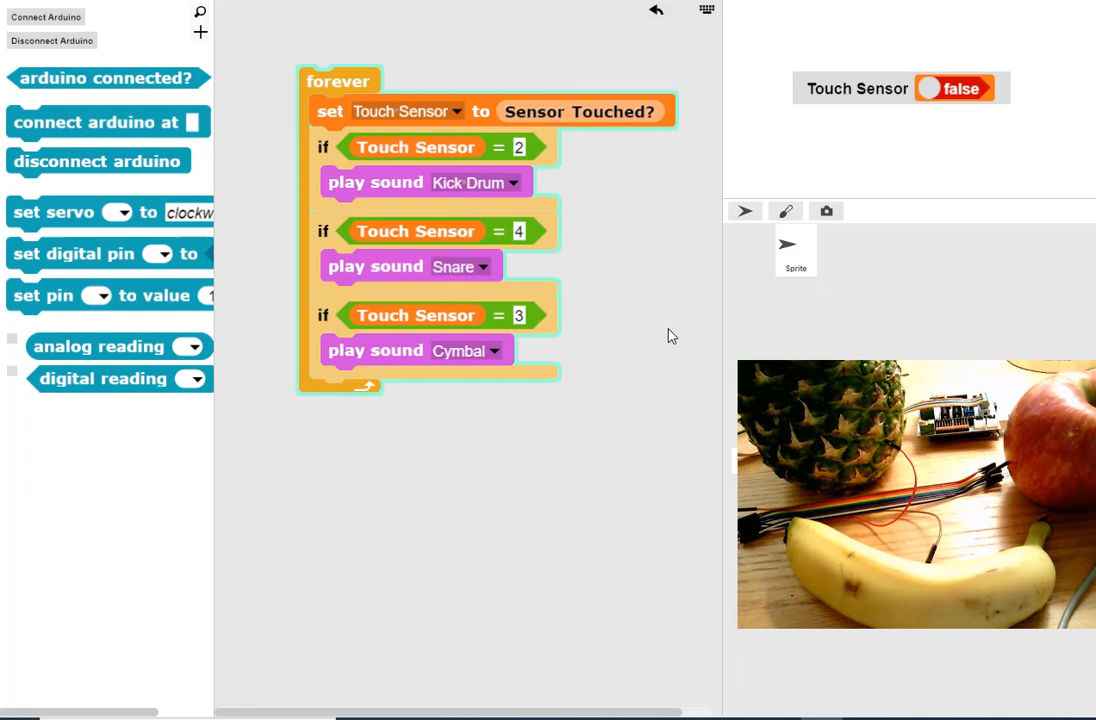 Connect Arduino
Disconnect Arduino
arduino connected?
connect arduino at
disconnect arduino
set servo to clockw
set digital pin to
set pin to value 1
analog reading
digital reading
forever
set Touch Sensor to Sensor Touched?
if Touch Sensor = 2
play sound Kick Drum
if Touch Sensor = 4
play sound Snare
if Touch Sensor = 3
play sound Cymbal
Touch Sensor false
Sprite